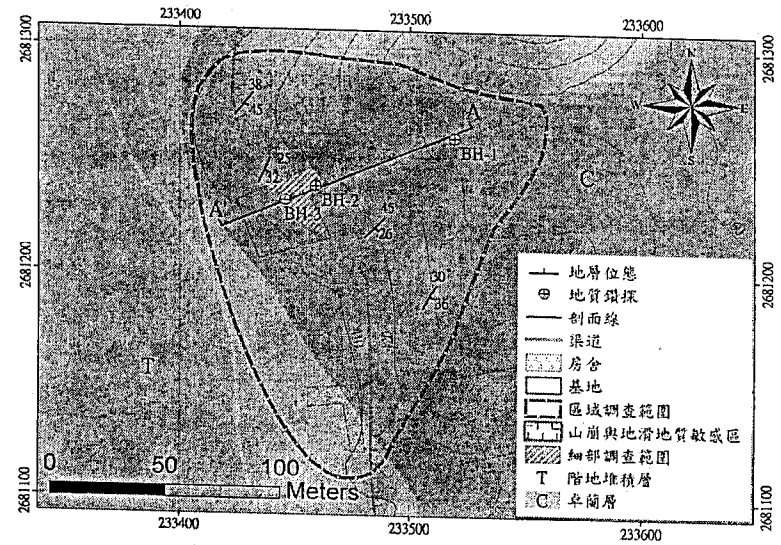 233400
233500
233600
2681300
2681300
N
W
E
S
38
45
A
BH-1
25
32
BH-2
BH-3
A'
C
45
26
2681200
2681200
30
36
T
地層位態
地質鑽探
剖面線
渠道
房舍
基地
區域調查範圍
山崩與地滑地質敏感區
細部調查範圍
T 階地堆積層
C 卓蘭層
0 50 100
Meters
2681100
2681100
233400
233500
233600